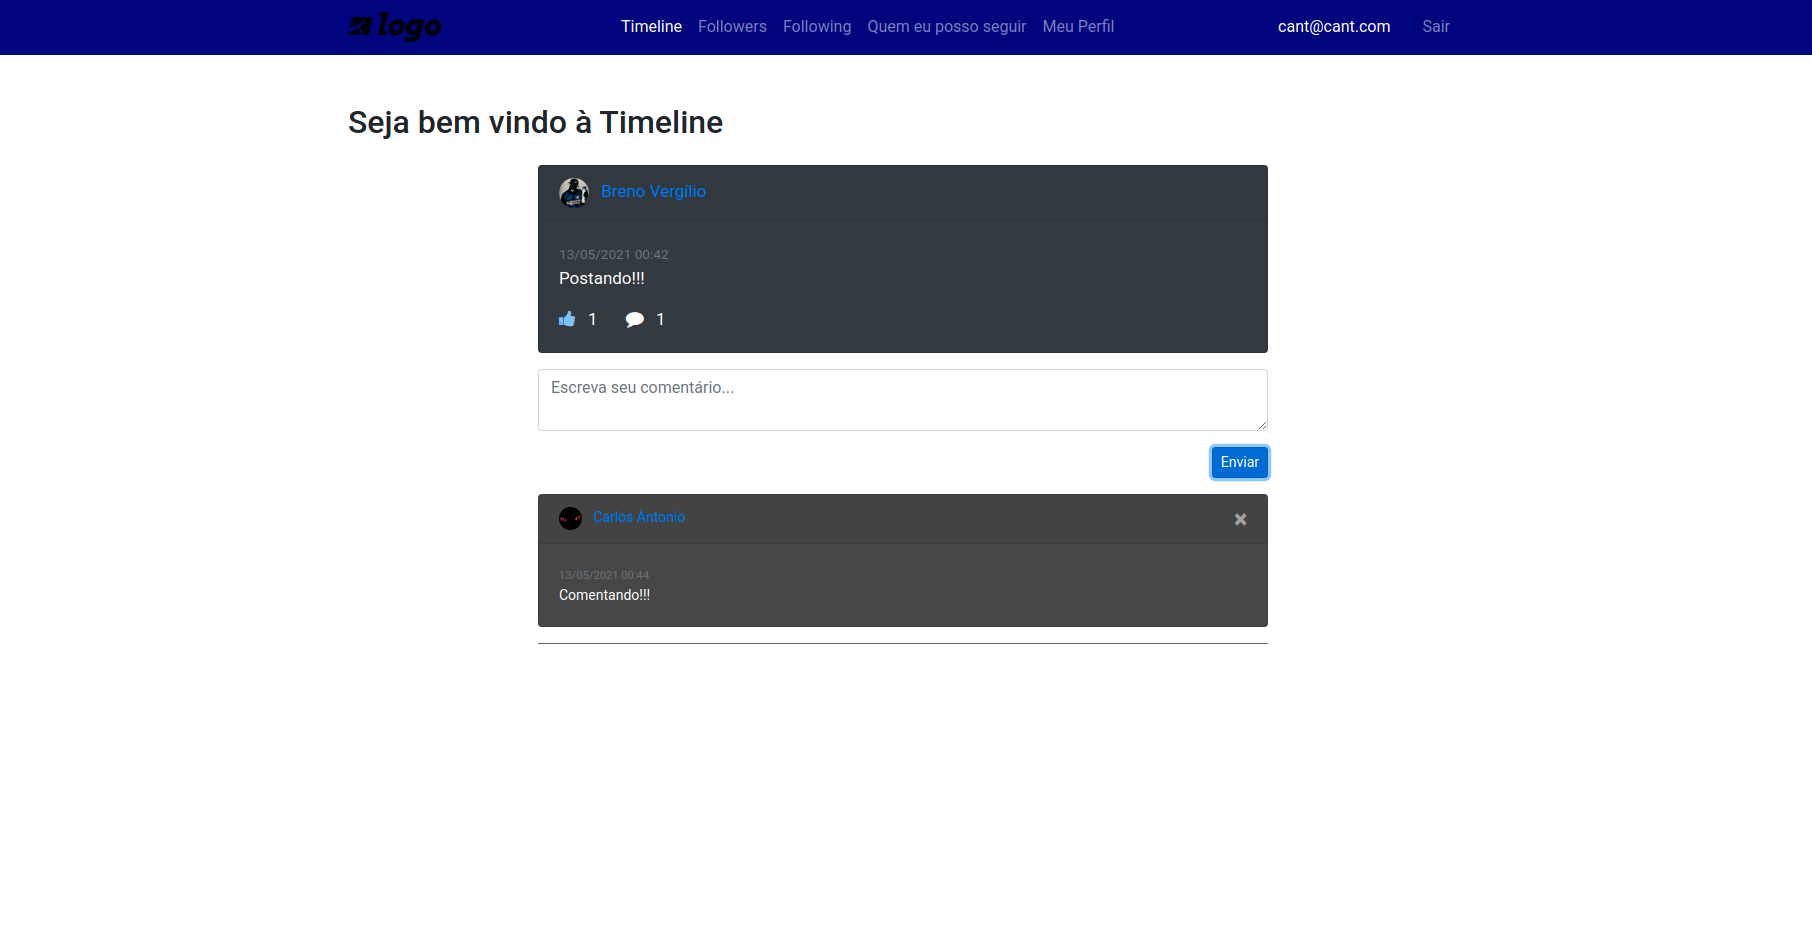 logo Timeline Followers Following Quem eu posso seguir Meu Perfil cant@cant.com Sair
Seja bem vindo à Timeline
Breno Vergílio
13/05/2021 00:42
Postando!!!
1 1
Escreva seu comentário...
Enviar
Carlos Antonio
13/05/2021 00:44
Comentando!!!